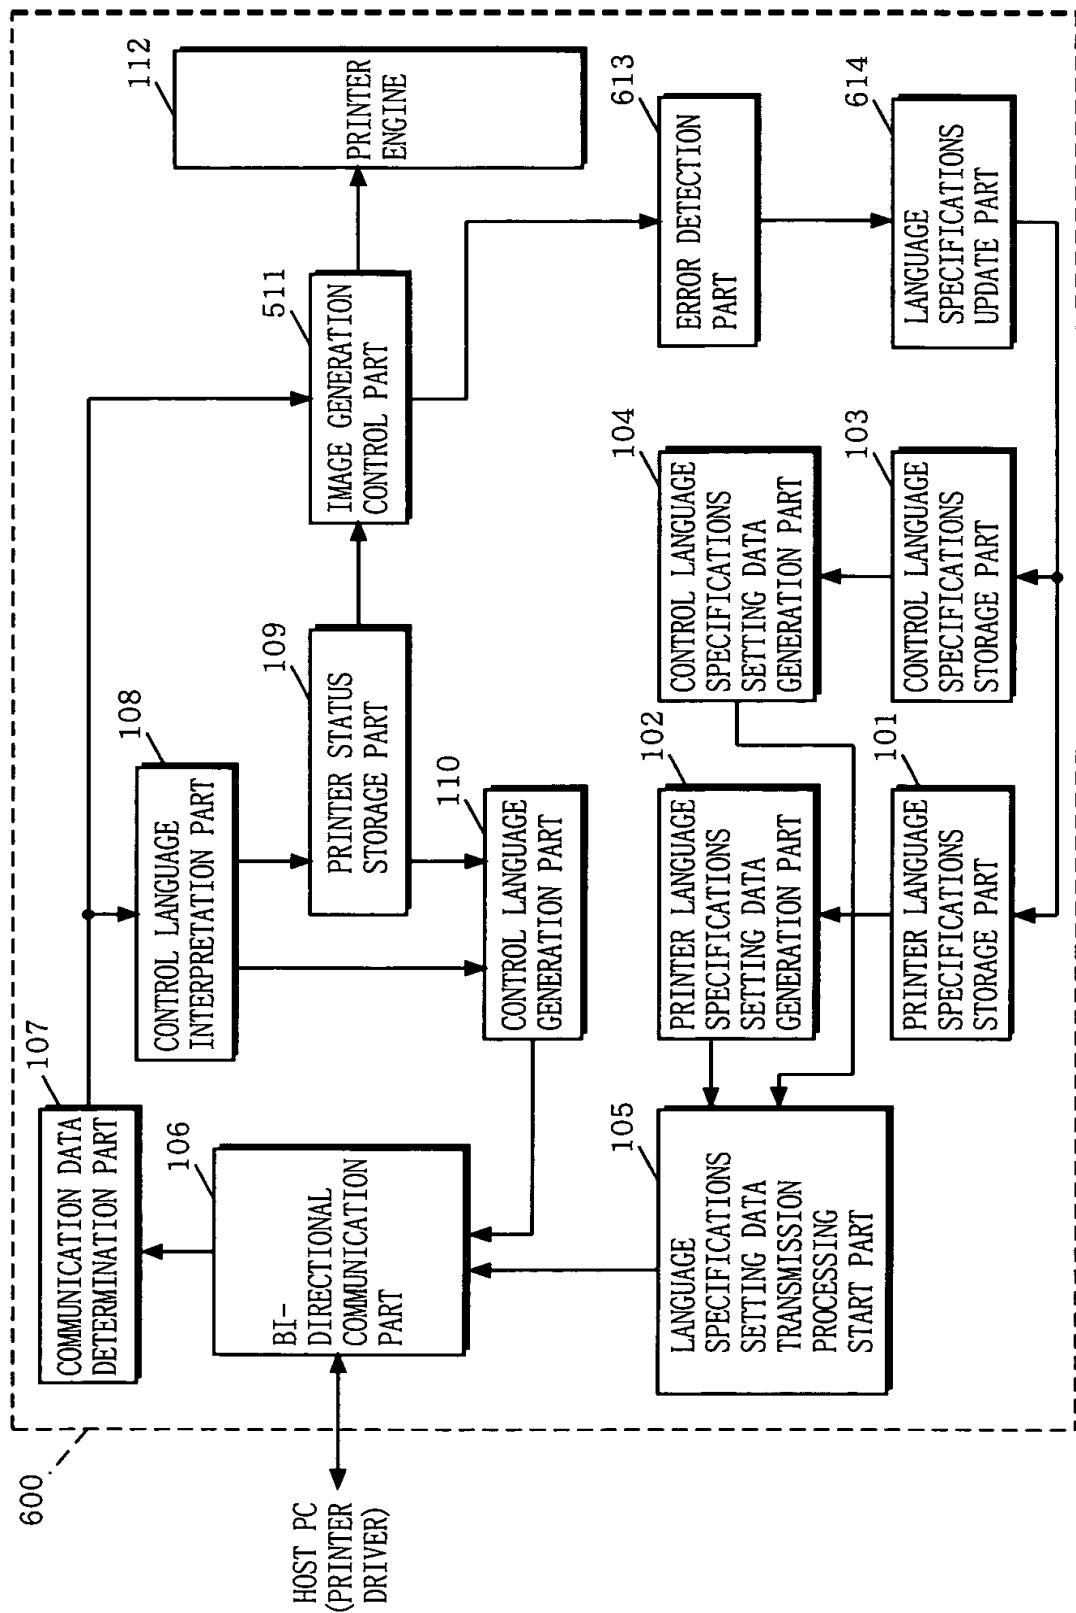 600
HOST PC
(PRINTER
DRIVER)
107
COMMUNICATION DATA
DETERMINATION PART
106
BI-
DIRECTIONAL
COMMUNICATION
PART
105
LANGUAGE
SPECIFICATIONS
SETTING DATA
TRANSMISSION
PROCESSING
START PART
108
CONTROL LANGUAGE
INTERPRETATION PART
109
PRINTER STATUS
STORAGE PART
110
CONTROL LANGUAGE
GENERATION PART
102
PRINTER LANGUAGE
SPECIFICATIONS
SETTING DATA
GENERATION PART
101
PRINTER LANGUAGE
SPECIFICATIONS
STORAGE PART
511
IMAGE GENERATION
CONTROL PART
104
CONTROL LANGUAGE
SPECIFICATIONS
SETTING DATA
GENERATION PART
103
CONTROL LANGUAGE
SPECIFICATIONS
STORAGE PART
112
PRINTER
ENGINE
613
ERROR DETECTION
PART
614
LANGUAGE
SPECIFICATIONS
UPDATE PART